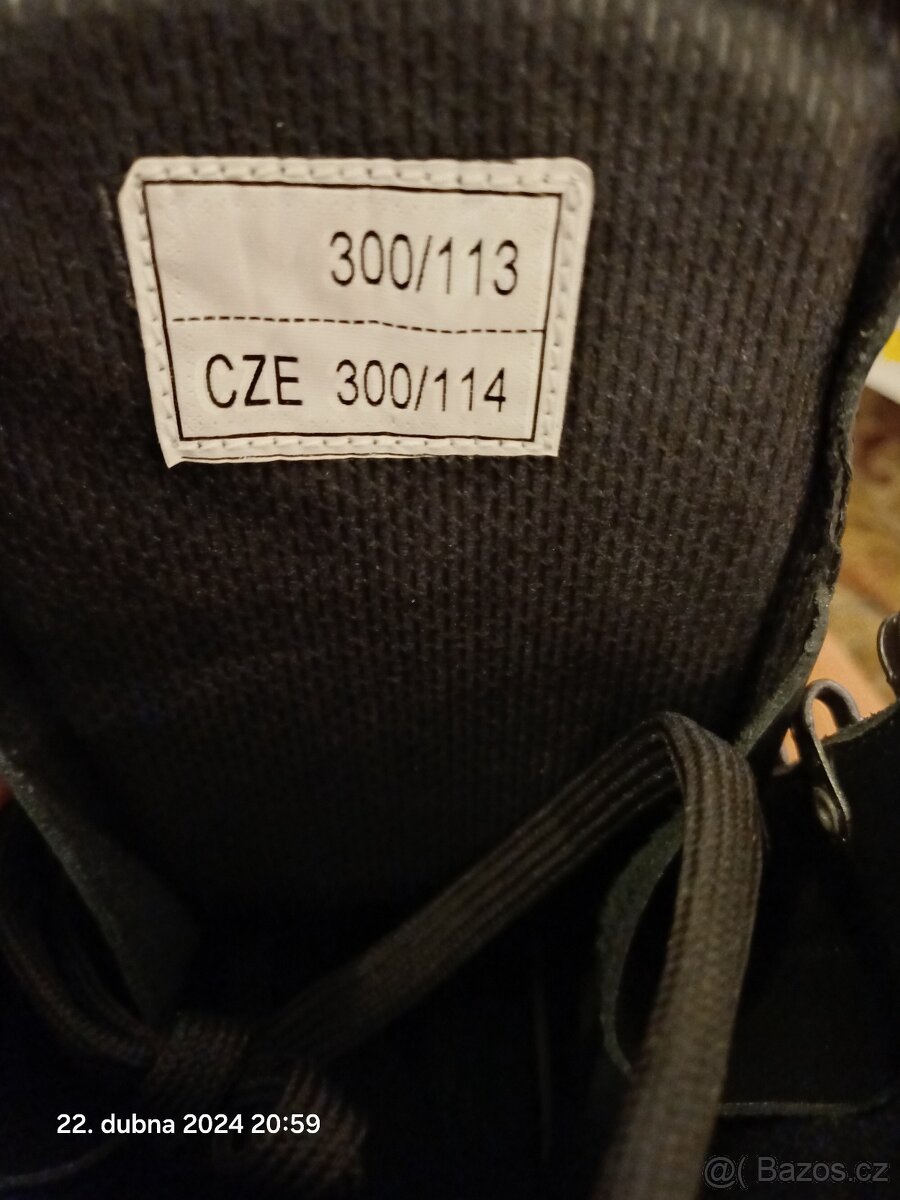 300/113
CZE 300/114
22. dubna 2024 20:59
@( Bazos.cz